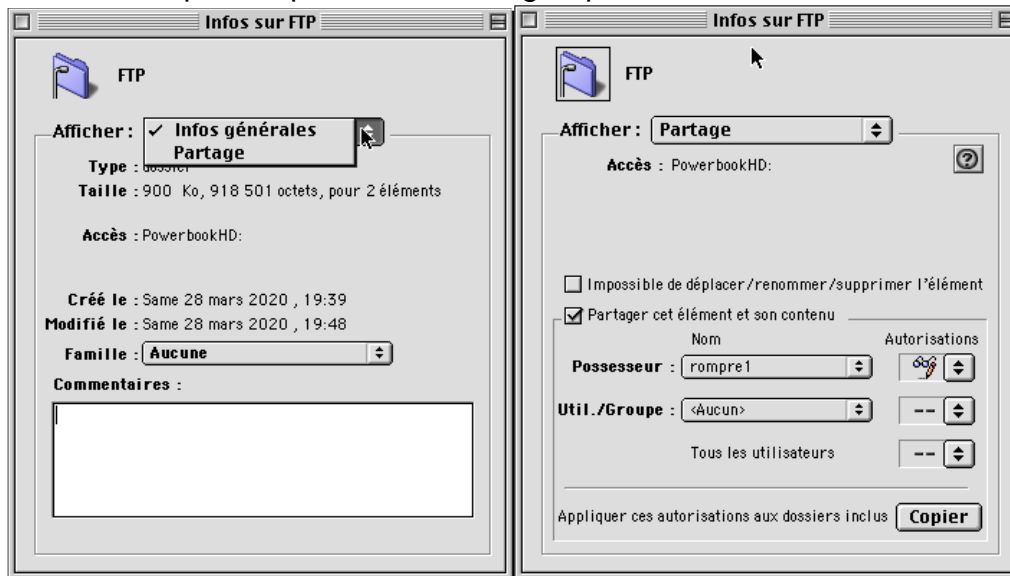 Infos sur FTP
FTP
Afficher :
✓ Infos générales
Partage
Type :
Taille : 900 Ko, 918 501 octets, pour 2 éléments
Accès : PowerbookHD:
Créé le : Same 28 mars 2020 , 19:39
Modifié le : Same 28 mars 2020 , 19:48
Famille : Aucune
Commentaires :
Infos sur FTP
FTP
Afficher : Partage
Accès : PowerbookHD:
Impossible de déplacer/renommer/supprimer l'élément
Partager cet élément et son contenu
Nom Autorisations
Possesseur : rompre1
Util./Groupe : <Aucun> --
Tous les utilisateurs --
Appliquer ces autorisations aux dossiers inclus Copier